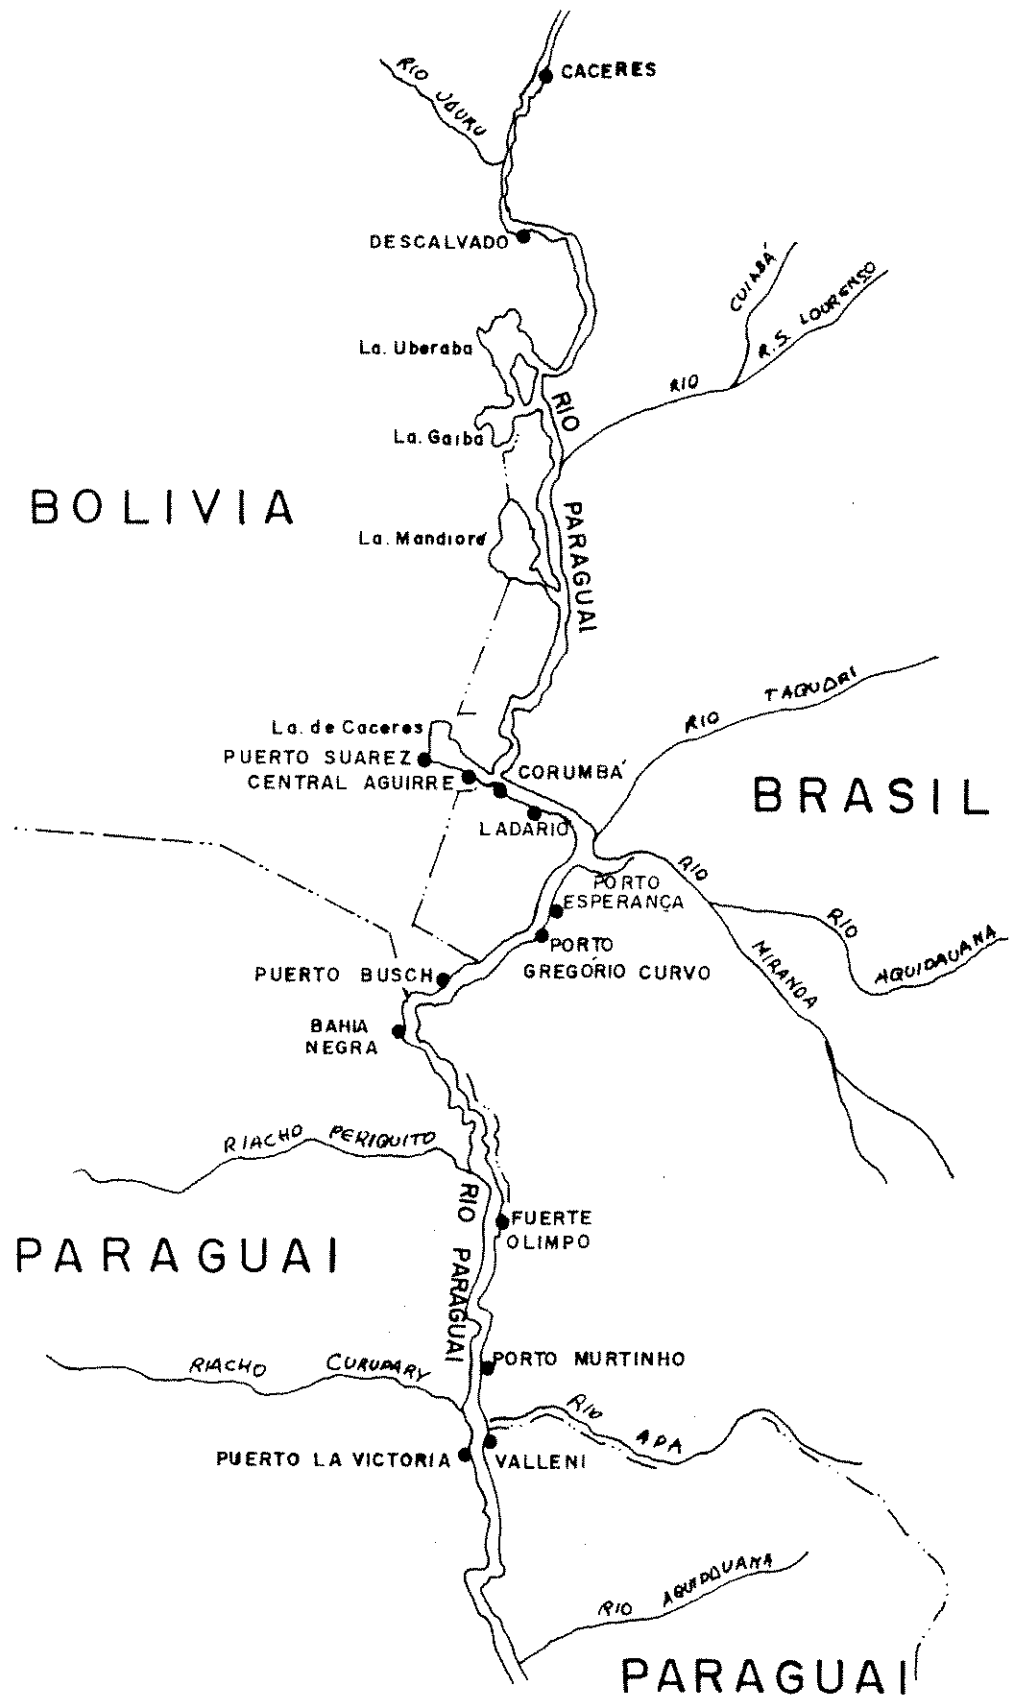 CACERES
RIO JAURU
DESCALVADO
CUIABÁ
R.S. LOURENSO
RIO
La. Uberaba
RIO PARAGUAI
La. Gaiba
BOLIVIA
La. Mandioré
RIO TAQUARI
La. de Caceres
PUERTO SUAREZ
CENTRAL AGUIRRE
CORUMBÁ
BRASIL
LADARIO
RIO MIRANDA
PORTO
ESPERANÇA
RIO AQUIDAUANA
PORTO
GREGÓRIO CURVO
PUERTO BUSCH
BAHIA
NEGRA
RIACHO PERIQUITO
RIO PARAGUAI
FUERTE
OLIMPO
PARAGUAI
PORTO MURTINHO
RIACHO CURUPARY
RIO APA
PUERTO LA VICTORIA
VALLENI
RIO AQUIDAUANA
PARAGUAI